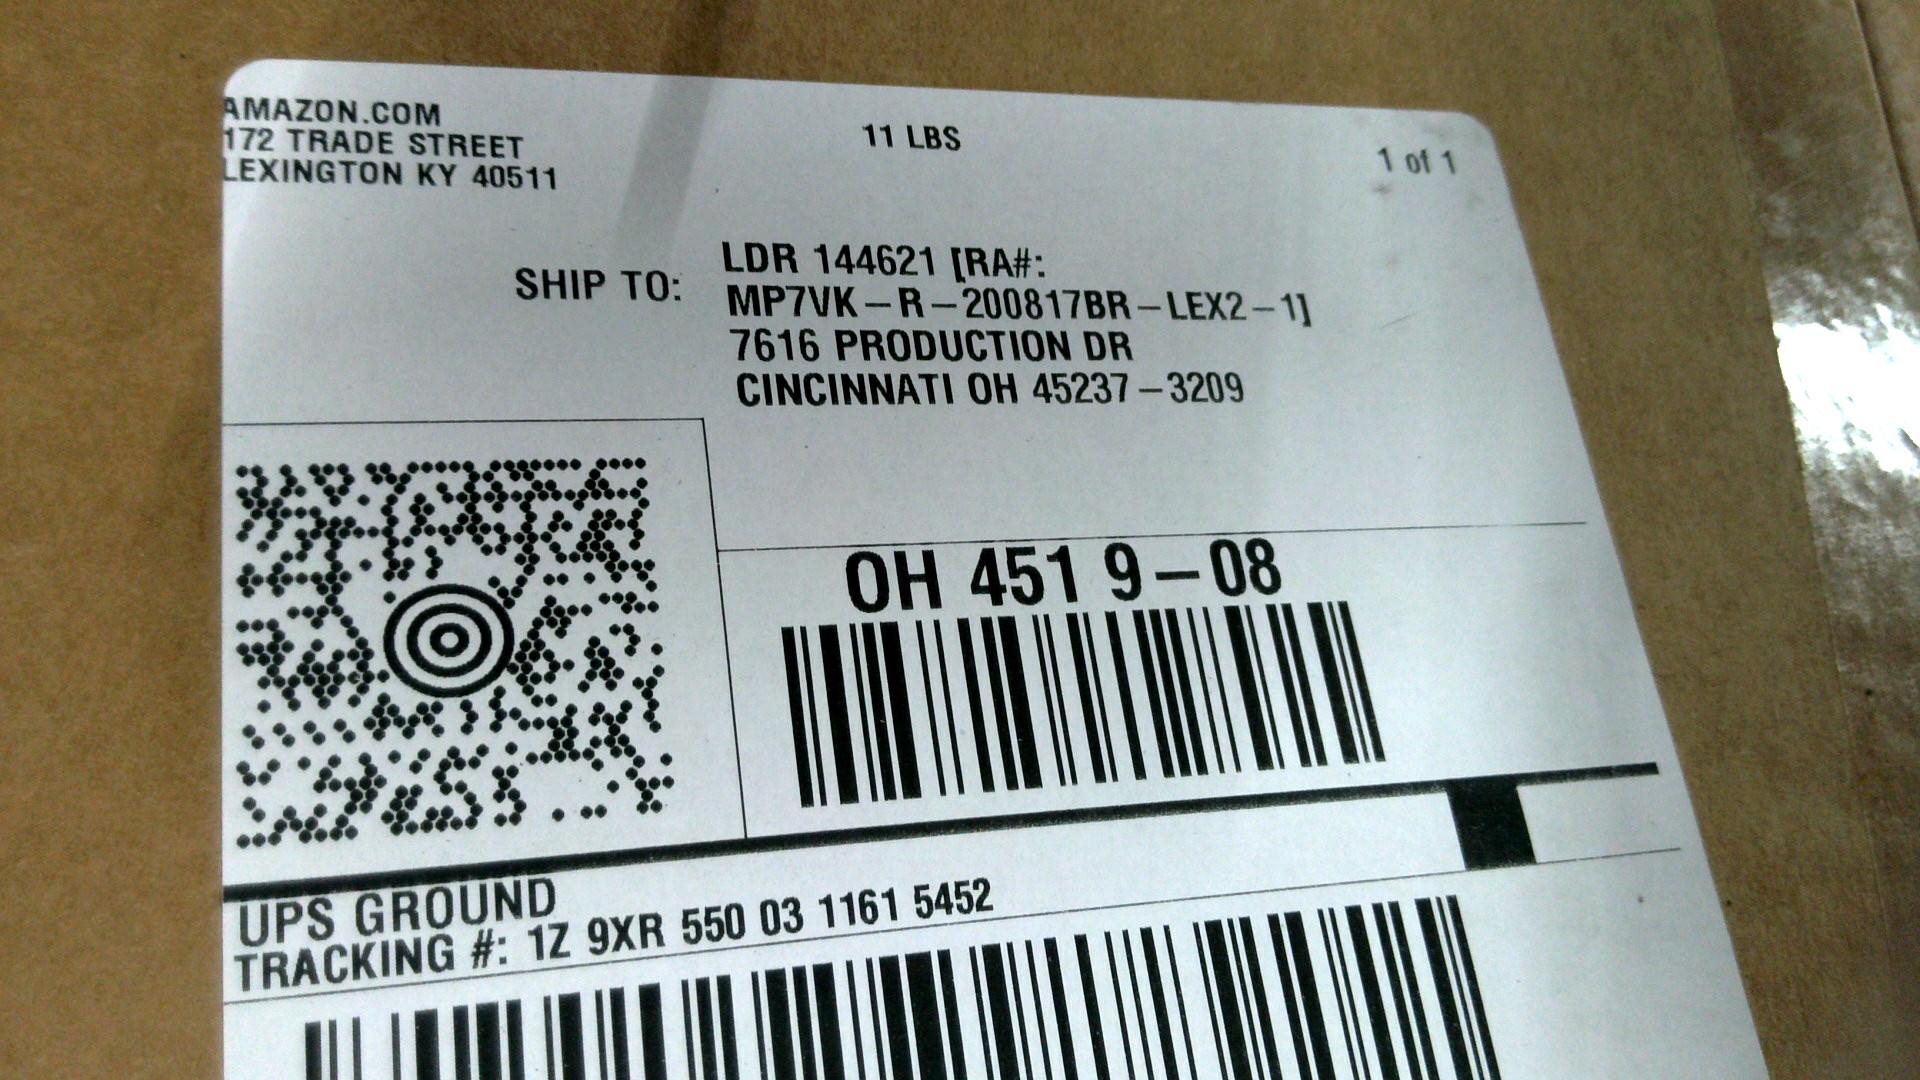 AMAZON.COM
172 TRADE STREET
LEXINGTON KY 40511
11 LBS
1 of 1
SHIP TO:
LDR 144621 [RA#:
MP7VK-R-200817BR-LEX2-1]
7616 PRODUCTION DR
CINCINNATI OH 45237-3209
OH 451 9-08
UPS GROUND
TRACKING #: 1Z 9XR 550 03 1161 5452